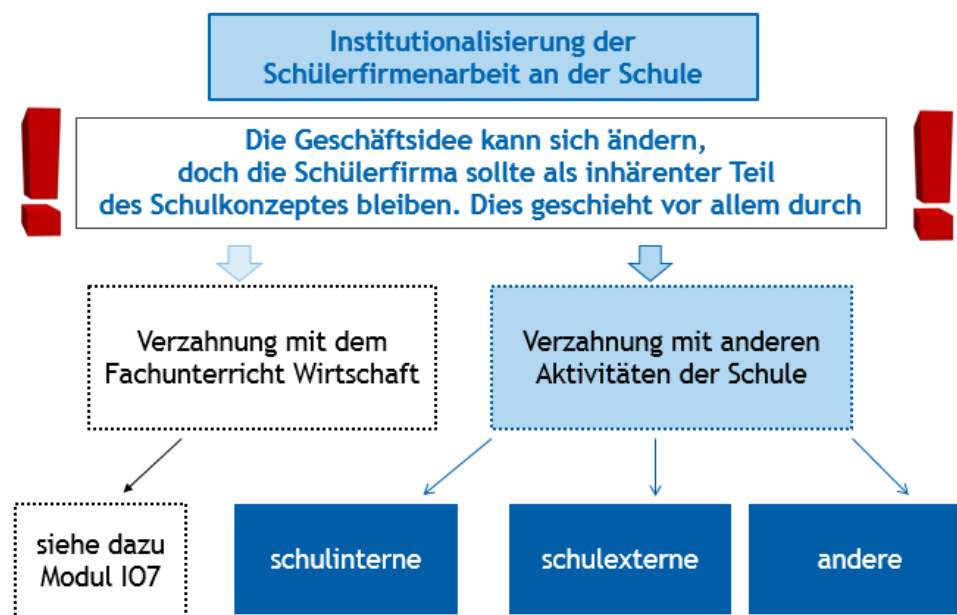 Institutionalisierung der
Schülerfirmenarbeit an der Schule
Die Geschäftsidee kann sich ändern,
doch die Schülerfirma sollte als inhärenter Teil
des Schulkonzeptes bleiben. Dies geschieht vor allem durch
Verzahnung mit dem
Fachunterricht Wirtschaft
Verzahnung mit anderen
Aktivitäten der Schule
siehe dazu
Modul IO7
schulinterne
schulexterne
andere